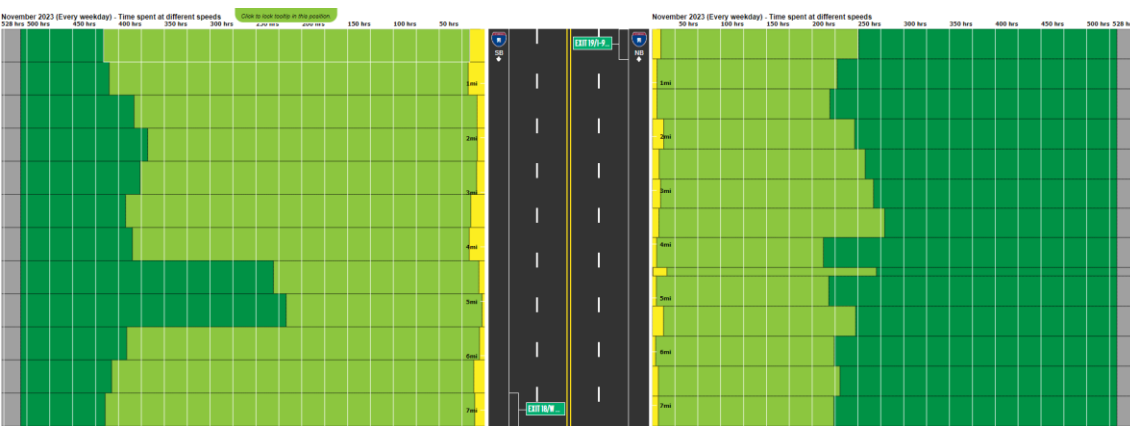 November 2023 (Every weekday) - Time spent at different speeds
528 hrs 500 hrs 450 hrs 400 hrs 350 hrs 300 hrs 250 hrs 200 hrs 150 hrs 100 hrs 50 hrs
Click to lock tooltip in this position
1mi
2mi
3mi
4mi
5mi
6mi
7mi
SB
EXIT 19/I-9...
NB
EXIT 18/W ...
November 2023 (Every weekday) - Time spent at different speeds
50 hrs 100 hrs 150 hrs 200 hrs 250 hrs 300 hrs 350 hrs 400 hrs 450 hrs 500 hrs 528 h
1mi
2mi
3mi
4mi
5mi
6mi
7mi